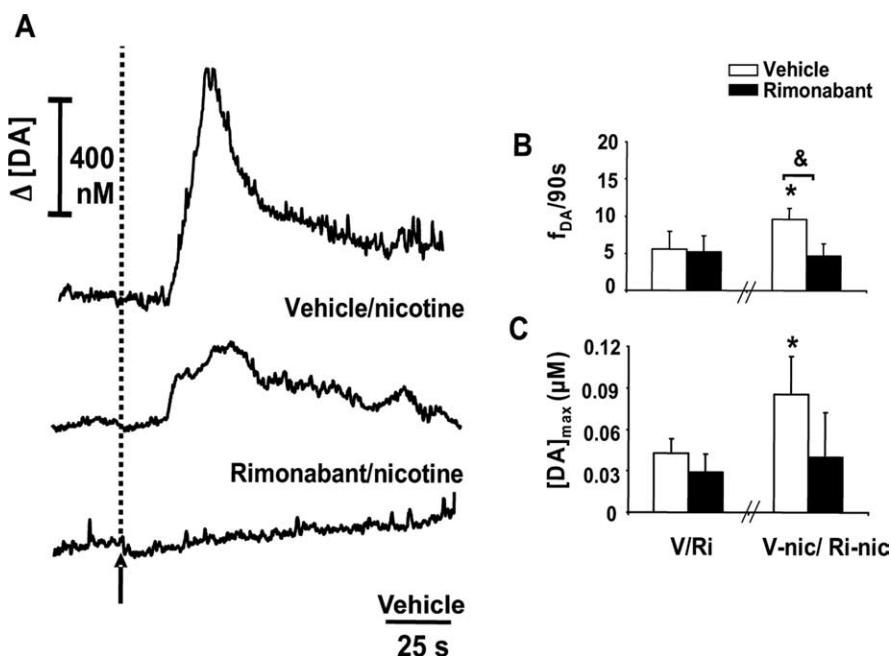 A
Δ [DA]
400
nM
Vehicle/nicotine
Rimonabant/nicotine
Vehicle
25 s
Vehicle
Rimonabant
B
f_DA/90s
20
15
10
5
0
&
*
C
[DA]max (μM)
0.12
0.09
0.06
0.03
0
*
V/Ri
V-nic/ Ri-nic